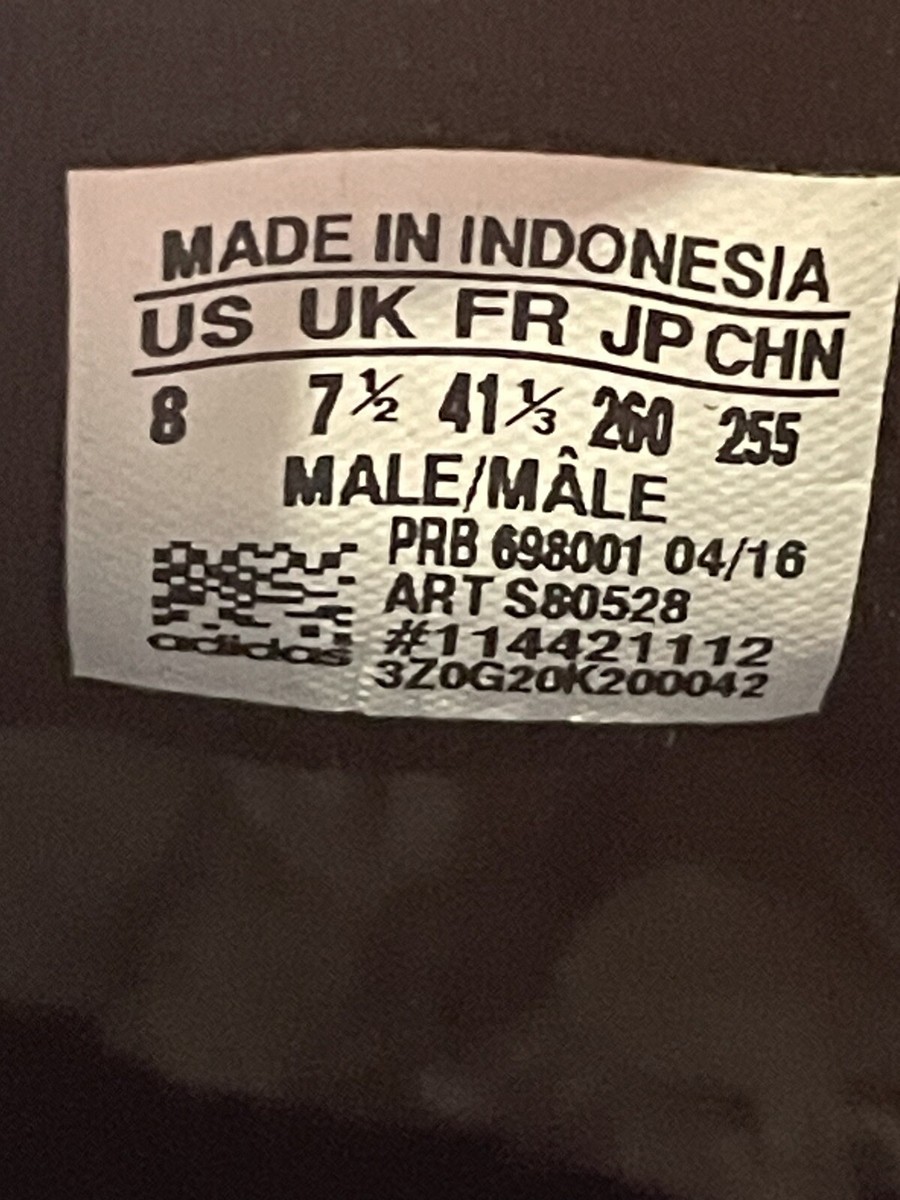 MADE IN INDONESIA
US UK FR JP CHN
8 7½ 41⅓ 260 255
MALE/MÂLE
PRB 698001 04/16
ART S80528
#114421112
3Z0G20K200042
adidas